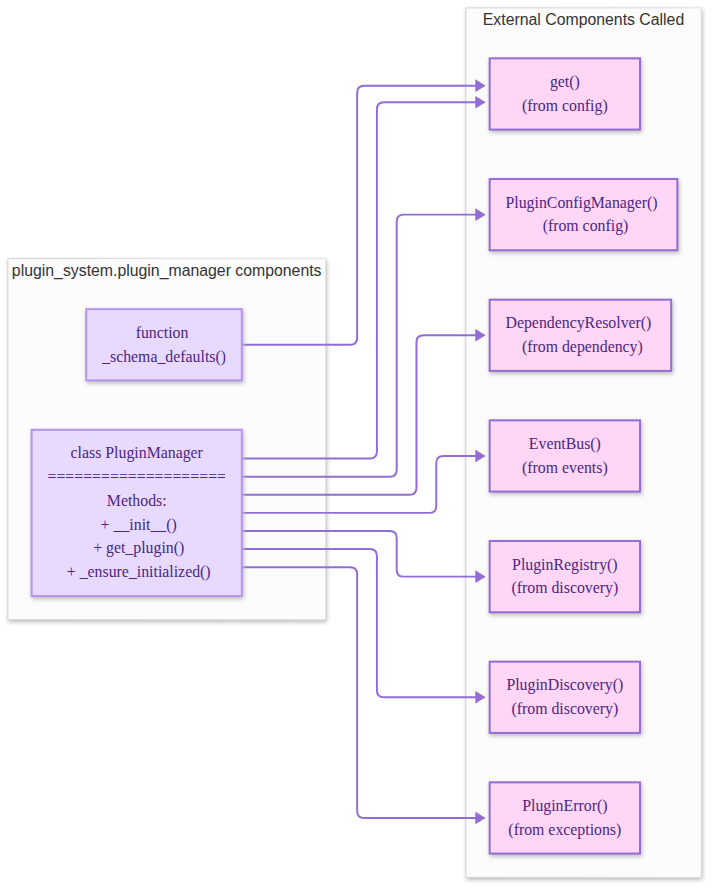 External Components Called
get()
(from config)
PluginConfigManager()
(from config)
plugin_system.plugin_manager components
function
_schema_defaults()
DependencyResolver()
(from dependency)
class PluginManager
====================
Methods:
+ __init__()
+ get_plugin()
+ _ensure_initialized()
EventBus()
(from events)
PluginRegistry()
(from discovery)
PluginDiscovery()
(from discovery)
PluginError()
(from exceptions)